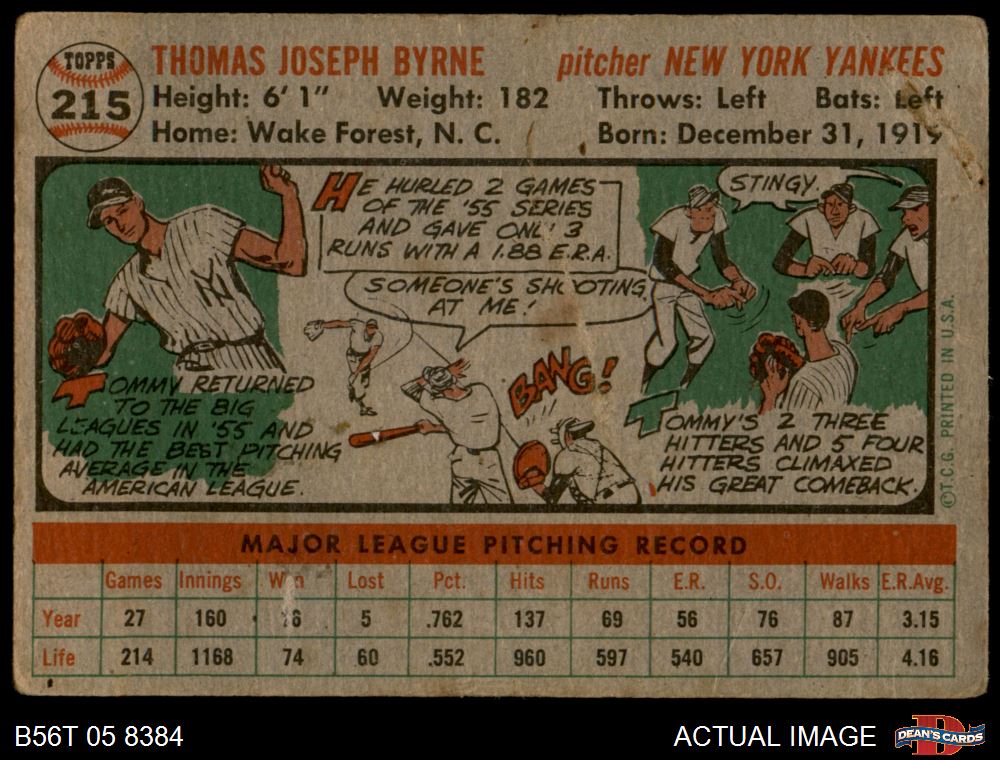 TOPPS
215
THOMAS JOSEPH BYRNE pitcher NEW YORK YANKEES
Height: 6' 1" Weight: 182 Throws: Left Bats: Left
Home: Wake Forest, N. C. Born: December 31, 1919
HE HURLED 2 GAMES
OF THE '55 SERIES
AND GAVE ONLY 3
RUNS WITH A 1.88 E.R.A.
SOMEONE'S SHOOTING
AT ME!
BANG!
STINGY.
TOMMY RETURNED
TO THE BIG
LEAGUES IN '55 AND
HAD THE BEST PITCHING
AVERAGE IN THE
AMERICAN LEAGUE.
TOMMY'S 2 THREE
HITTERS AND 5 FOUR
HITTERS CLIMAXED
HIS GREAT COMEBACK.
©T.C.G. PRINTED IN U.S.A.
MAJOR LEAGUE PITCHING RECORD
Games Innings Won Lost Pct. Hits Runs E.R. S.O. Walks E.R.Avg.
Year 27 160 16 5 .762 137 69 56 76 87 3.15
Life 214 1168 74 60 .552 960 597 540 657 905 4.16
B56T 05 8384 ACTUAL IMAGE
DEAN'S CARDS